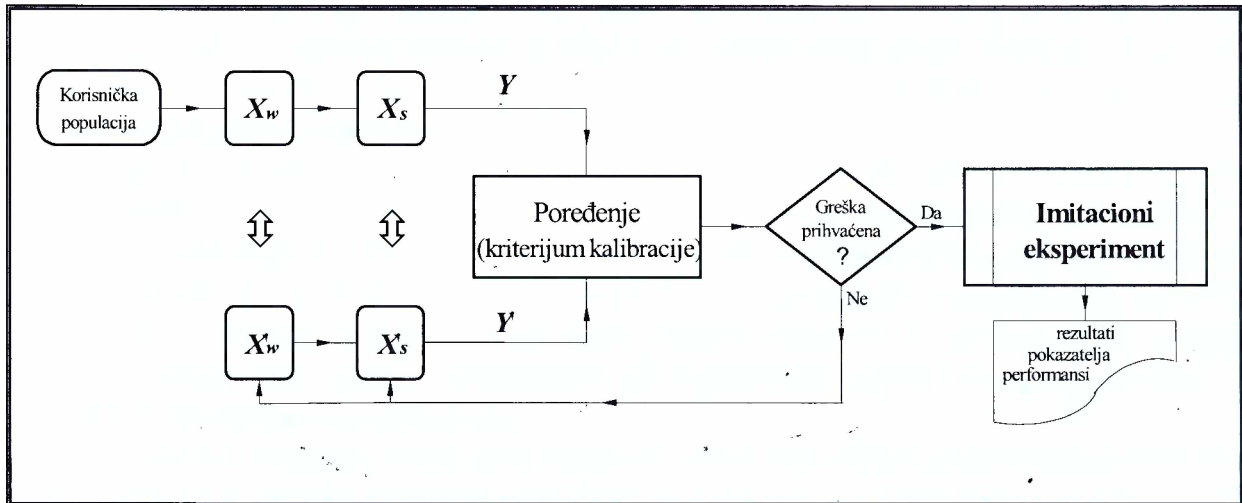 Korisnička
populacija
Xw
Xs
Y
Poređenje
(kriterijum kalibracije)
Greška
prihvaćena
?
Da
Ne
Imitacioni
eksperiment
X'w
X's
Y'
rezultati
pokazatelja
performansi